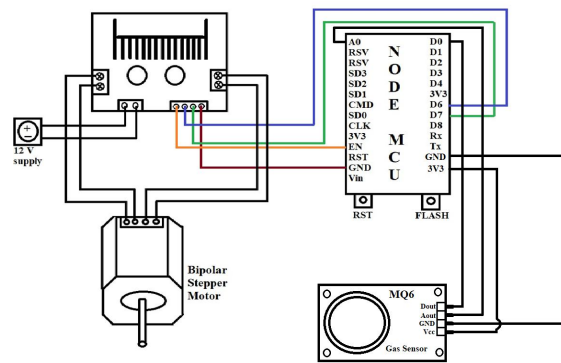 A0
RSV
RSV
SD3
SD2
SD1
CMD
SD0
CLK
3V3
EN
RST
GND
Vin
NODE MCU
D0
D1
D2
D3
D4
3V3
D6
D7
D8
Rx
Tx
GND
3V3
RST
FLASH
12 V
supply
Bipolar
Stepper
Motor
MQ6
Dout
Aout
GND
Vcc
Gas Sensor